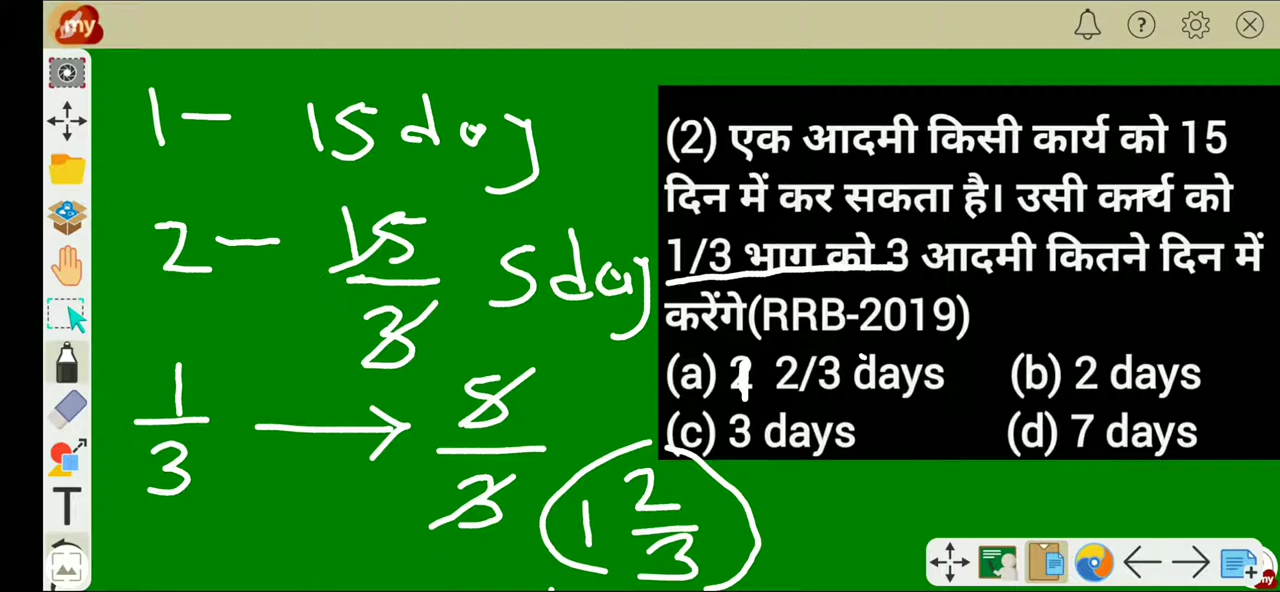 my
1 - 15 day
2 - 15/3 5 day
1/3 → 5/3
1 2/3
(2) एक आदमी किसी कार्य को 15
दिन में कर सकता है। उसी कार्य को
1/3 भाग को 3 आदमी कितने दिन में
करेंगे(RRB-2019)
(a) 1 2/3 days (b) 2 days
(c) 3 days (d) 7 days
T
my